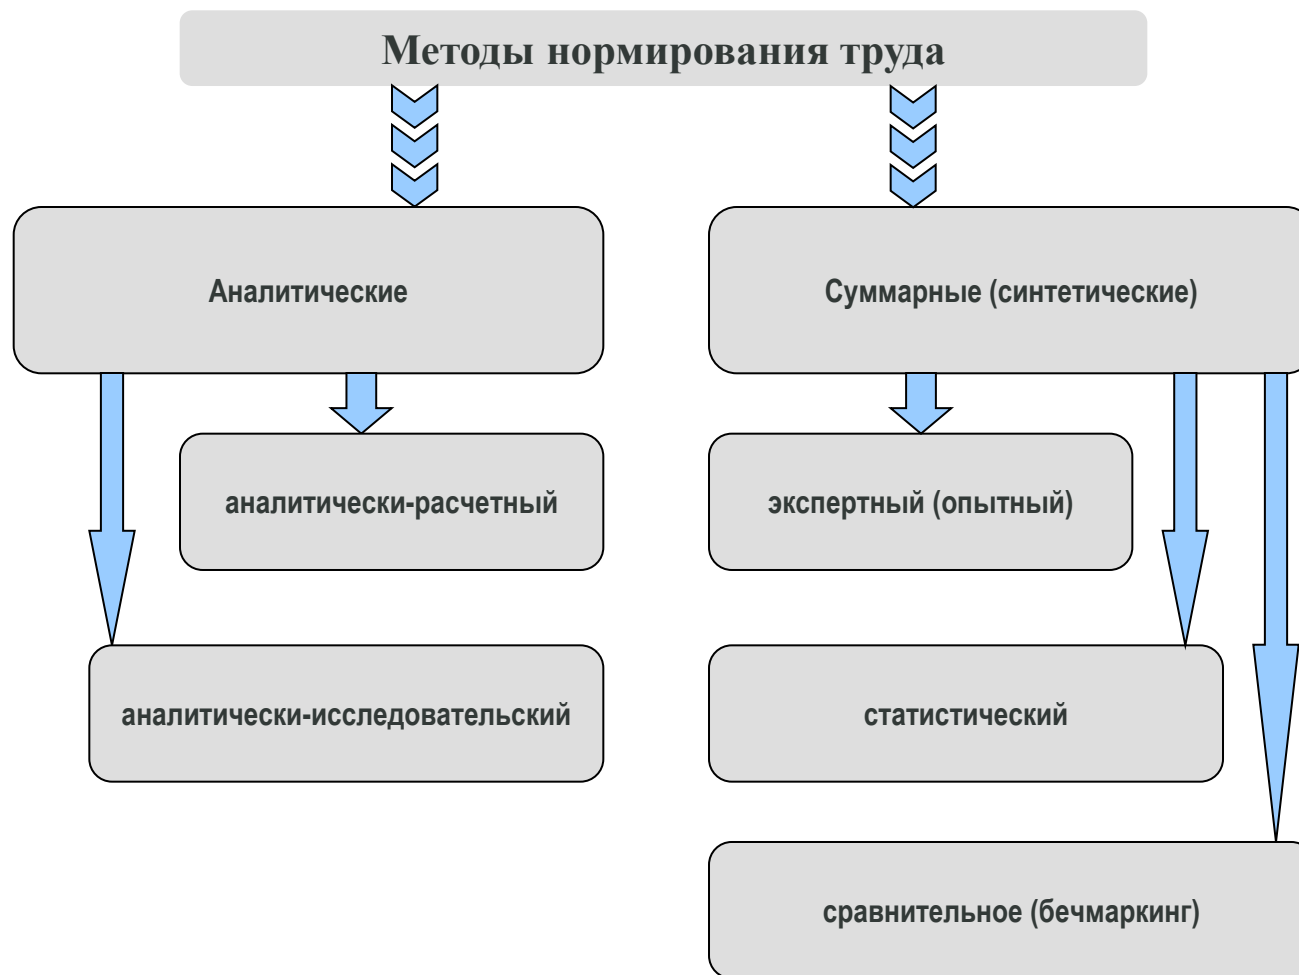 Методы нормирования труда
Аналитические
Суммарные (синтетические)
аналитически-расчетный
экспертный (опытный)
аналитически-исследовательский
статистический
сравнительное (бечмаркинг)